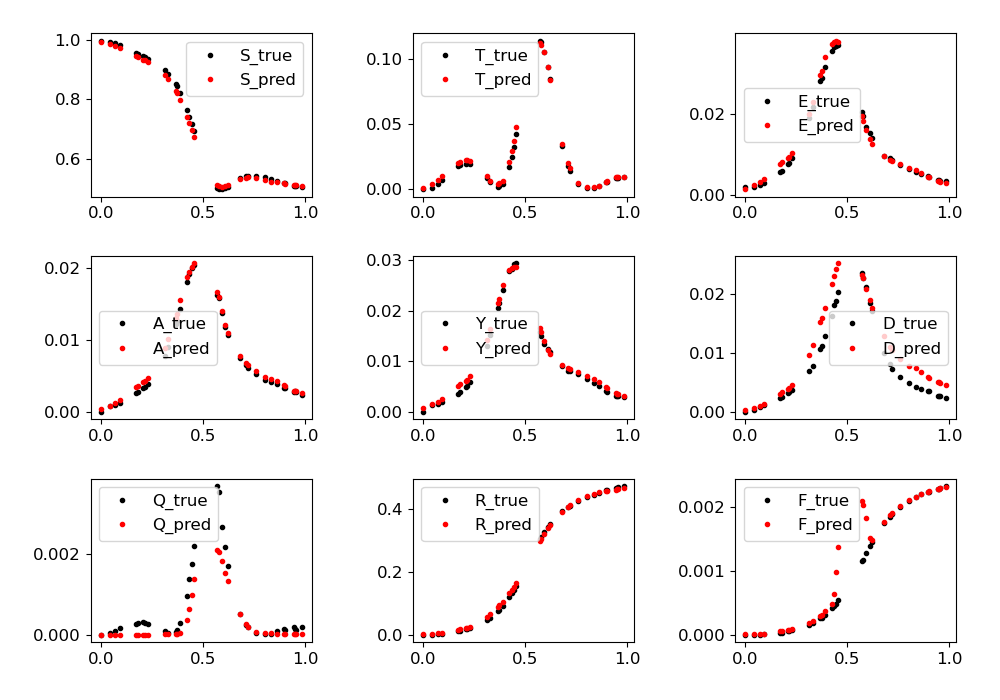 1.0
0.8
0.6
S_true
S_pred
0.0
0.5
1.0
0.10
0.05
0.00
T_true
T_pred
0.0
0.5
1.0
0.02
0.00
E_true
E_pred
0.0
0.5
1.0
0.02
0.01
0.00
A_true
A_pred
0.0
0.5
1.0
0.03
0.02
0.01
0.00
Y_true
Y_pred
0.0
0.5
1.0
0.02
0.01
0.00
D_true
D_pred
0.0
0.5
1.0
0.002
0.000
Q_true
Q_pred
0.0
0.5
1.0
0.4
0.2
0.0
R_true
R_pred
0.0
0.5
1.0
0.002
0.001
0.000
F_true
F_pred
0.0
0.5
1.0